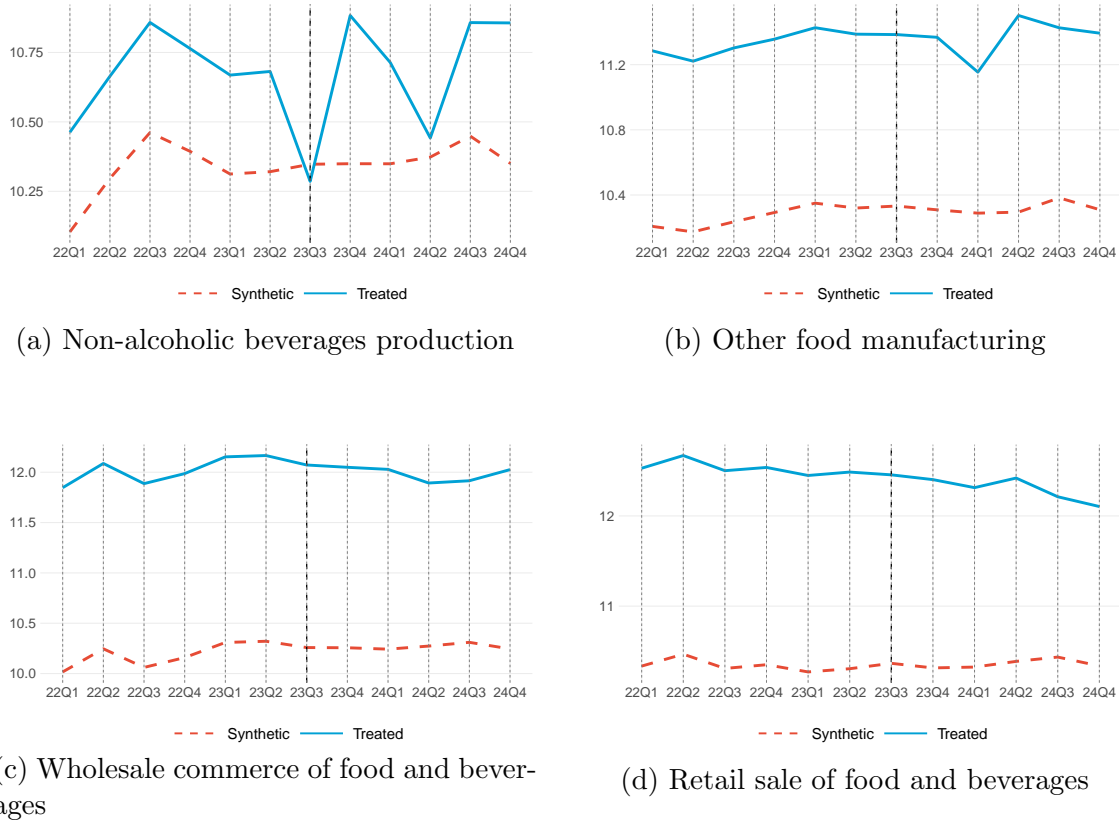 10.75
10.50
10.25
22Q1 22Q2 22Q3 22Q4 23Q1 23Q2 23Q3 23Q4 24Q1 24Q2 24Q3 24Q4
Synthetic Treated
(a) Non-alcoholic beverages production
11.2
10.8
10.4
22Q1 22Q2 22Q3 22Q4 23Q1 23Q2 23Q3 23Q4 24Q1 24Q2 24Q3 24Q4
Synthetic Treated
(b) Other food manufacturing
12.0
11.5
11.0
10.5
10.0
22Q1 22Q2 22Q3 22Q4 23Q1 23Q2 23Q3 23Q4 24Q1 24Q2 24Q3 24Q4
Synthetic Treated
(c) Wholesale commerce of food and bever-
ages
12
11
22Q1 22Q2 22Q3 22Q4 23Q1 23Q2 23Q3 23Q4 24Q1 24Q2 24Q3 24Q4
Synthetic Treated
(d) Retail sale of food and beverages